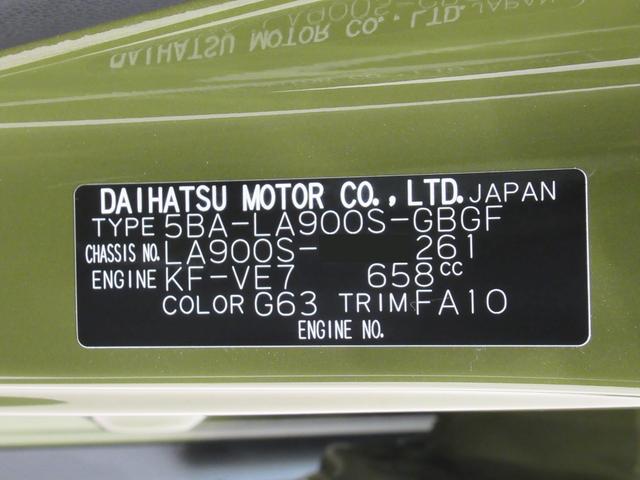 DAIHATSU MOTOR CO., LTD. JAPAN
TYPE 5BA-LA900S-GBGF
CHASSIS NO. LA900S- 261
ENGINE KF-VE7 658cc
COLOR G63 TRIM FA10
ENGINE NO.